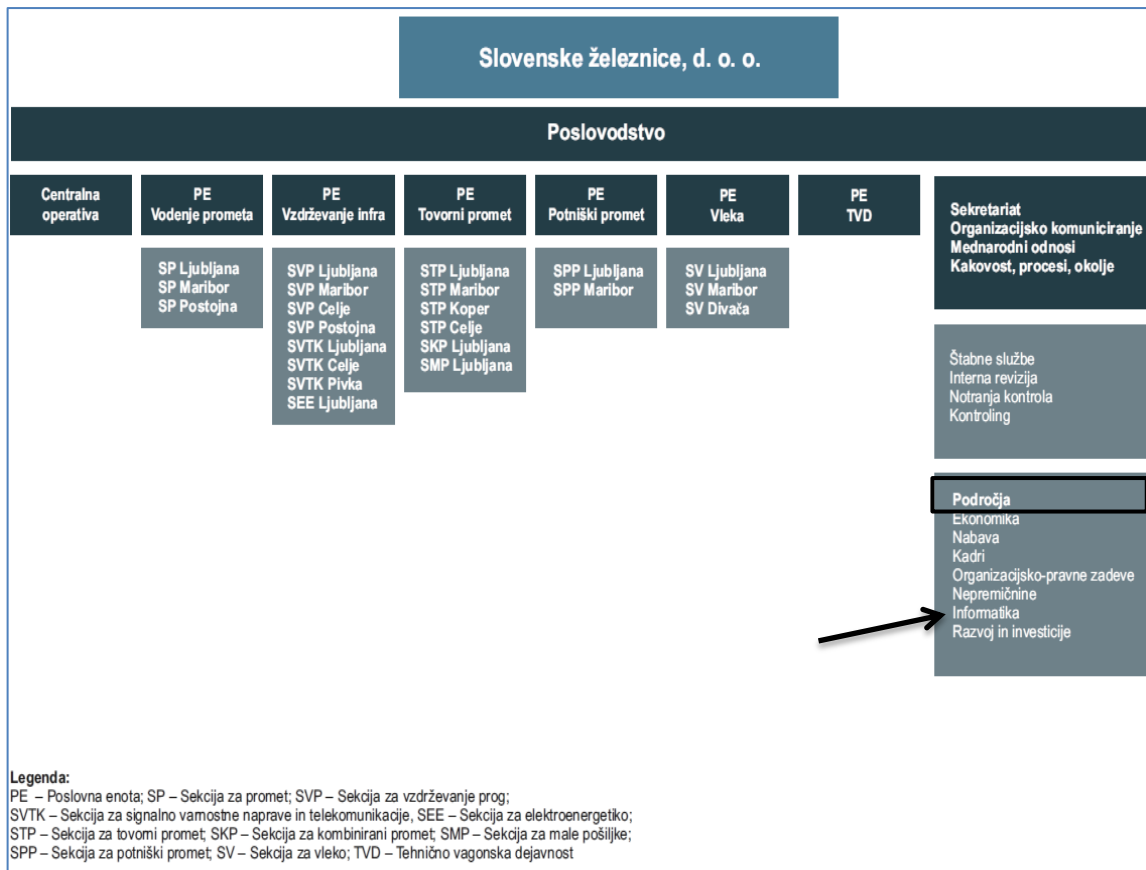 Slovenske železnice, d. o. o.
Poslovodstvo
Centralna
operativa
PE
Vodenje prometa
SP Ljubljana
SP Maribor
SP Postojna
PE
Vzdrževanje infra
SVP Ljubljana
SVP Maribor
SVP Celje
SVP Postojna
SVTK Ljubljana
SVTK Celje
SVTK Pivka
SEE Ljubljana
PE
Tovorni promet
STP Ljubljana
STP Maribor
STP Koper
STP Celje
SKP Ljubljana
SMP Ljubljana
PE
Potniški promet
SPP Ljubljana
SPP Maribor
PE
Vleka
SV Ljubljana
SV Maribor
SV Divača
PE
TVD
Sekretariat
Organizacijsko komuniciranje
Mednarodni odnosi
Kakovost, procesi, okolje
Štabne službe
Interna revizija
Notranja kontrola
Kontroling
Področja
Ekonomika
Nabava
Kadri
Organizacijsko-pravne zadeve
Nepremičnine
Informatika
Razvoj in investicije
Legenda:
PE – Poslovna enota; SP – Sekcija za promet; SVP – Sekcija za vzdrževanje prog;
SVTK – Sekcija za signalno varnostne naprave in telekomunikacije, SEE – Sekcija za elektroenergetiko;
STP – Sekcija za tovorni promet; SKP – Sekcija za kombinirani promet; SMP – Sekcija za male pošiljke;
SPP – Sekcija za potniški promet; SV – Sekcija za vleko; TVD – Tehnično vagonska dejavnost